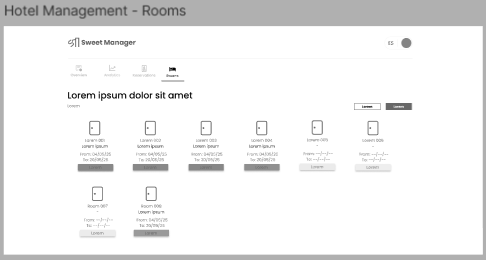 Hotel Management - Rooms
Sweet Manager
ES
Overview Analytics Reservations Rooms
Lorem ipsum dolor sit amet
Lorem
Lorem Lorem
Lorem 001 Lorem 002 Lorem 003 Lorem 004 Lorem 005 Lorem 006
Lorem ipsum Lorem ipsum Lorem ipsum Lorem ipsum - -
From: 04/05/25 From: 04/05/25 From: 04/05/25 From: 04/05/25 From: --/--/-- From: --/--/--
To: 20/05/25 To: 20/05/25 To: 20/05/25 To: 20/05/25 To: --/--/-- To: --/--/--
Lorem Lorem Lorem Lorem Lorem Lorem
Room 007 Room 008
- Lorem ipsum
From: --/--/-- From: 04/05/25
To: --/--/-- To: 20/05/25
Lorem Lorem